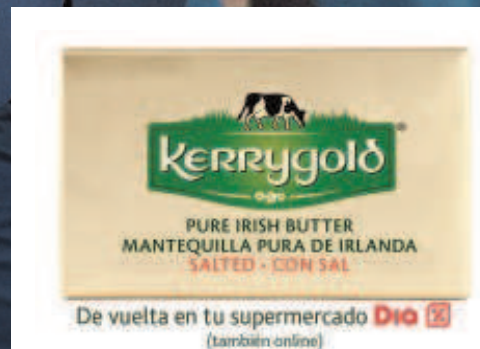 Kerrygold
PURE IRISH BUTTER
MANTEQUILLA PURA DE IRLANDA
SALTED - CON SAL
De vuelta en tu supermercado Dia %
(también online)